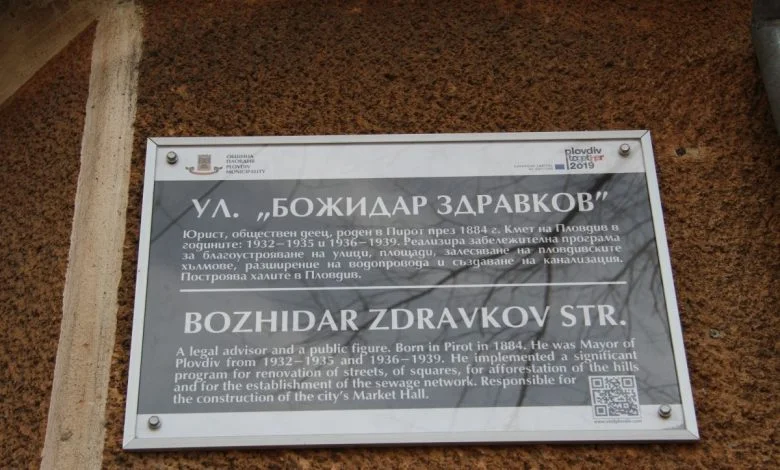 ОБЩИНА
ПЛОВДИВ
PLOVDIV
MUNICIPALITY
plovdiv
together
2019
EUROPEAN CAPITAL
OF CULTURE
УЛ. „БОЖИДАР ЗДРАВКОВ”
Юрист, обществен деец, роден в Пирот през 1884 г. Кмет на Пловдив в
годините: 1932–1935 и 1936–1939. Реализира забележителна програма
за благоустрояване на улици, площади, залесяване на пловдивските
хълмове, разширение на водопровода и създаване на канализация.
Построява халите в Пловдив.
BOZHIDAR ZDRAVKOV STR.
A legal advisor and a public figure. Born in Pirot in 1884. He was Mayor of
Plovdiv from 1932–1935 and 1936–1939. He implemented a significant
program for renovation of streets, of squares, for afforestation of the hills
and for the establishment of the sewage network. Responsible for
the construction of the city's Market Hall.